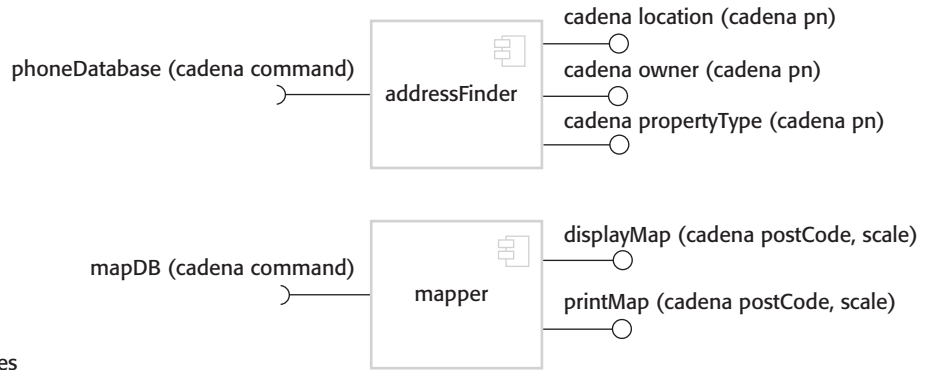 cadena location (cadena pn)
phoneDatabase (cadena command)
addressFinder
cadena owner (cadena pn)
cadena propertyType (cadena pn)
displayMap (cadena postCode, scale)
mapDB (cadena command)
mapper
printMap (cadena postCode, scale)
es